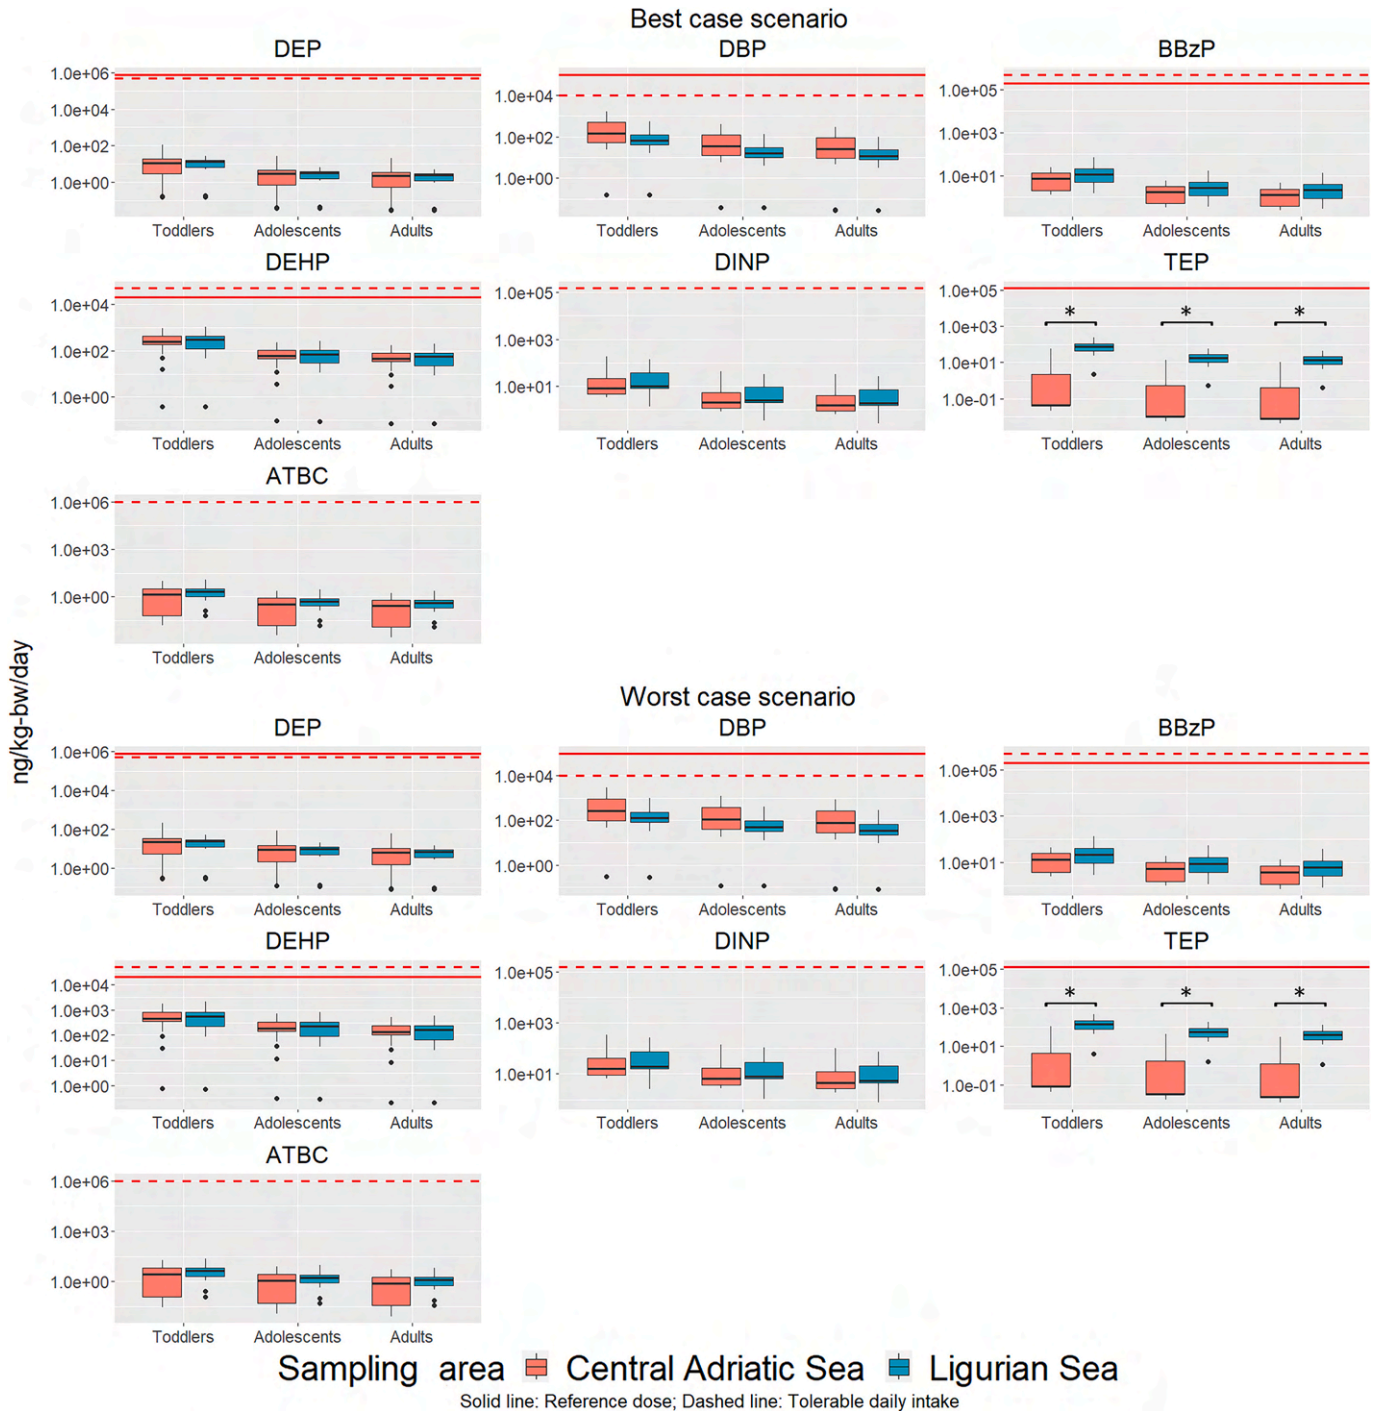 Best case scenario
DEP DBP BBzP
1.0e+06
1.0e+04
1.0e+02
1.0e+00
Toddlers Adolescents Adults
1.0e+04
1.0e+02
1.0e+00
Toddlers Adolescents Adults
1.0e+05
1.0e+03
1.0e+01
Toddlers Adolescents Adults
DEHP DINP TEP
1.0e+04
1.0e+02
1.0e+00
Toddlers Adolescents Adults
1.0e+05
1.0e+03
1.0e+01
Toddlers Adolescents Adults
1.0e+05
1.0e+03
1.0e+01
1.0e-01
* * *
Toddlers Adolescents Adults
ATBC
1.0e+06
1.0e+03
1.0e+00
Toddlers Adolescents Adults
ng/kg-bw/day
Worst case scenario
DEP DBP BBzP
1.0e+06
1.0e+04
1.0e+02
1.0e+00
Toddlers Adolescents Adults
1.0e+04
1.0e+02
1.0e+00
Toddlers Adolescents Adults
1.0e+05
1.0e+03
1.0e+01
Toddlers Adolescents Adults
DEHP DINP TEP
1.0e+04
1.0e+03
1.0e+02
1.0e+01
1.0e+00
Toddlers Adolescents Adults
1.0e+05
1.0e+03
1.0e+01
Toddlers Adolescents Adults
1.0e+05
1.0e+03
1.0e+01
1.0e-01
* * *
Toddlers Adolescents Adults
ATBC
1.0e+06
1.0e+03
1.0e+00
Toddlers Adolescents Adults
Sampling area Central Adriatic Sea Ligurian Sea
Solid line: Reference dose; Dashed line: Tolerable daily intake